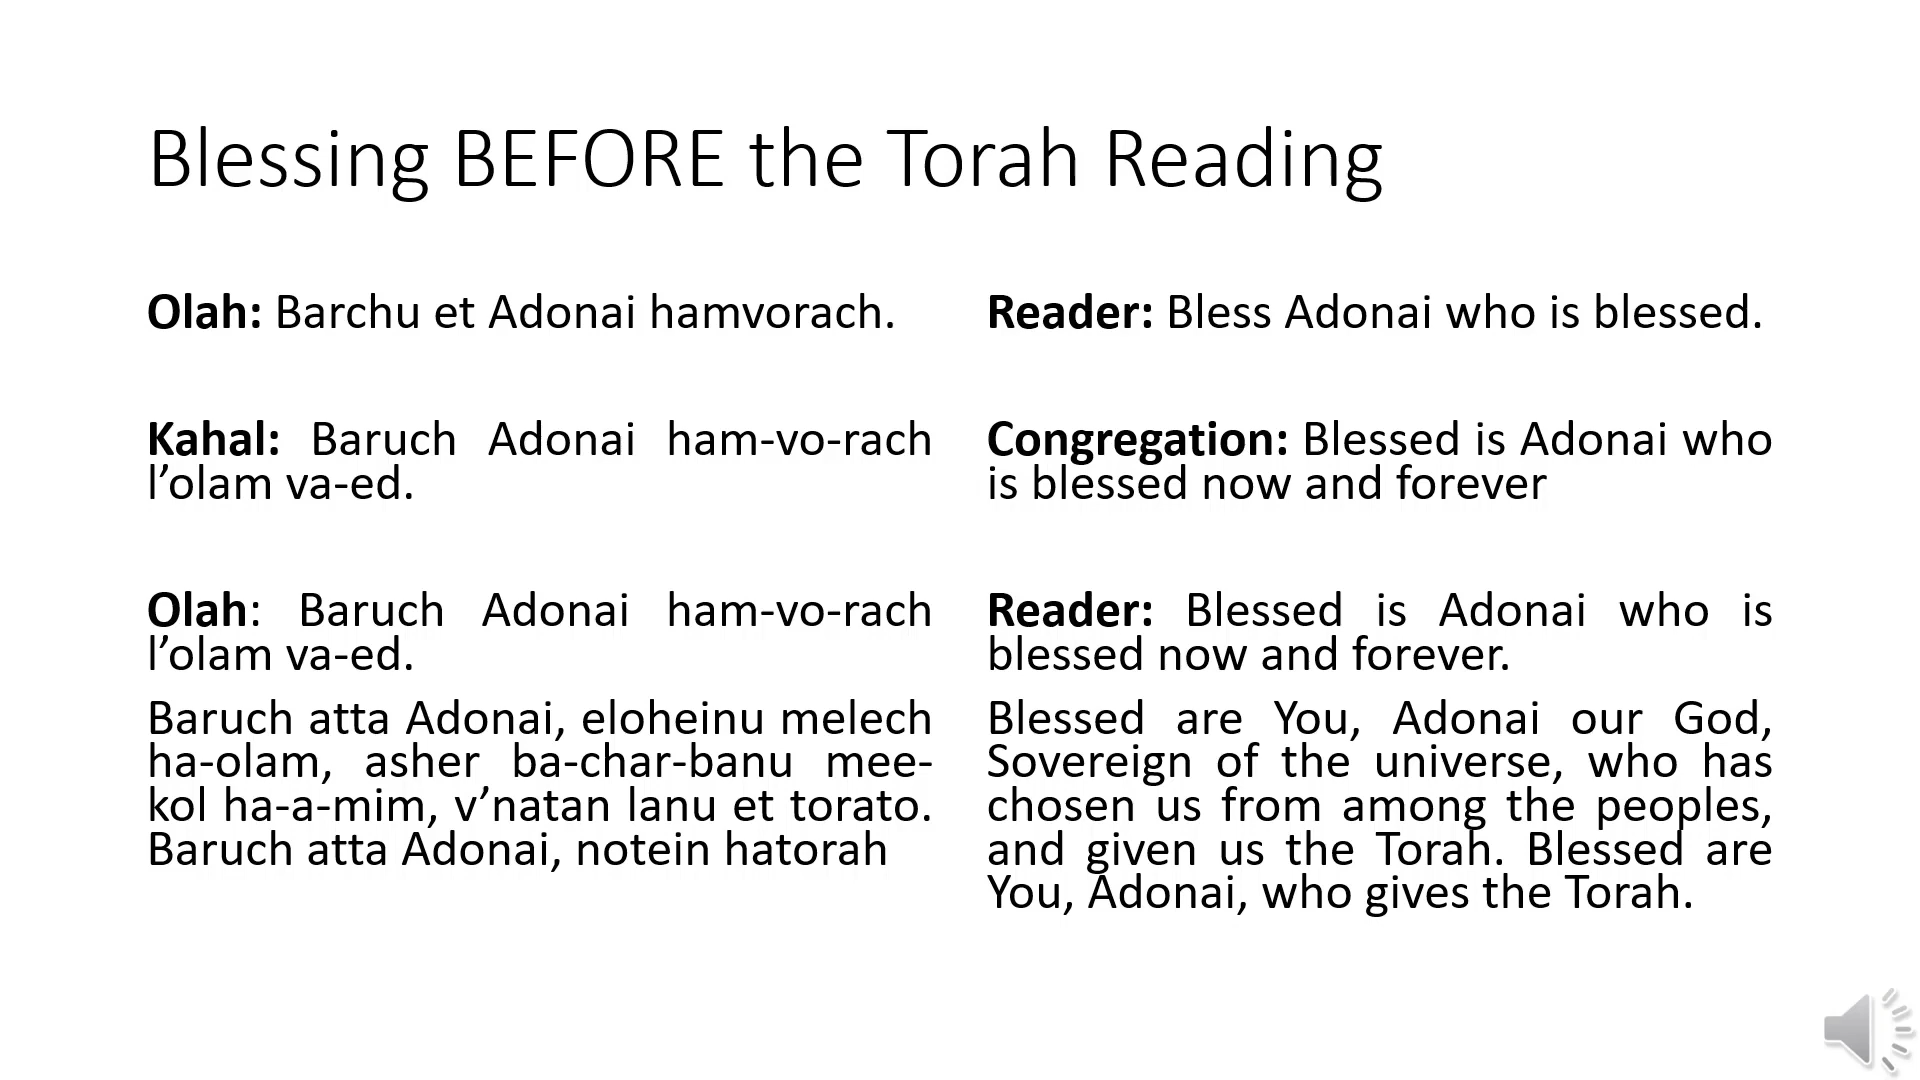 Blessing BEFORE the Torah Reading
Olah: Barchu et Adonai hamvorach.
Kahal: Baruch Adonai ham-vo-rach
l’olam va-ed.
Olah: Baruch Adonai ham-vo-rach
l’olam va-ed.
Baruch atta Adonai, eloheinu melech
ha-olam, asher ba-char-banu mee-
kol ha-a-mim, v’natan lanu et torato.
Baruch atta Adonai, notein hatorah
Reader: Bless Adonai who is blessed.
Congregation: Blessed is Adonai who
is blessed now and forever
Reader: Blessed is Adonai who is
blessed now and forever.
Blessed are You, Adonai our God,
Sovereign of the universe, who has
chosen us from among the peoples,
and given us the Torah. Blessed are
You, Adonai, who gives the Torah.